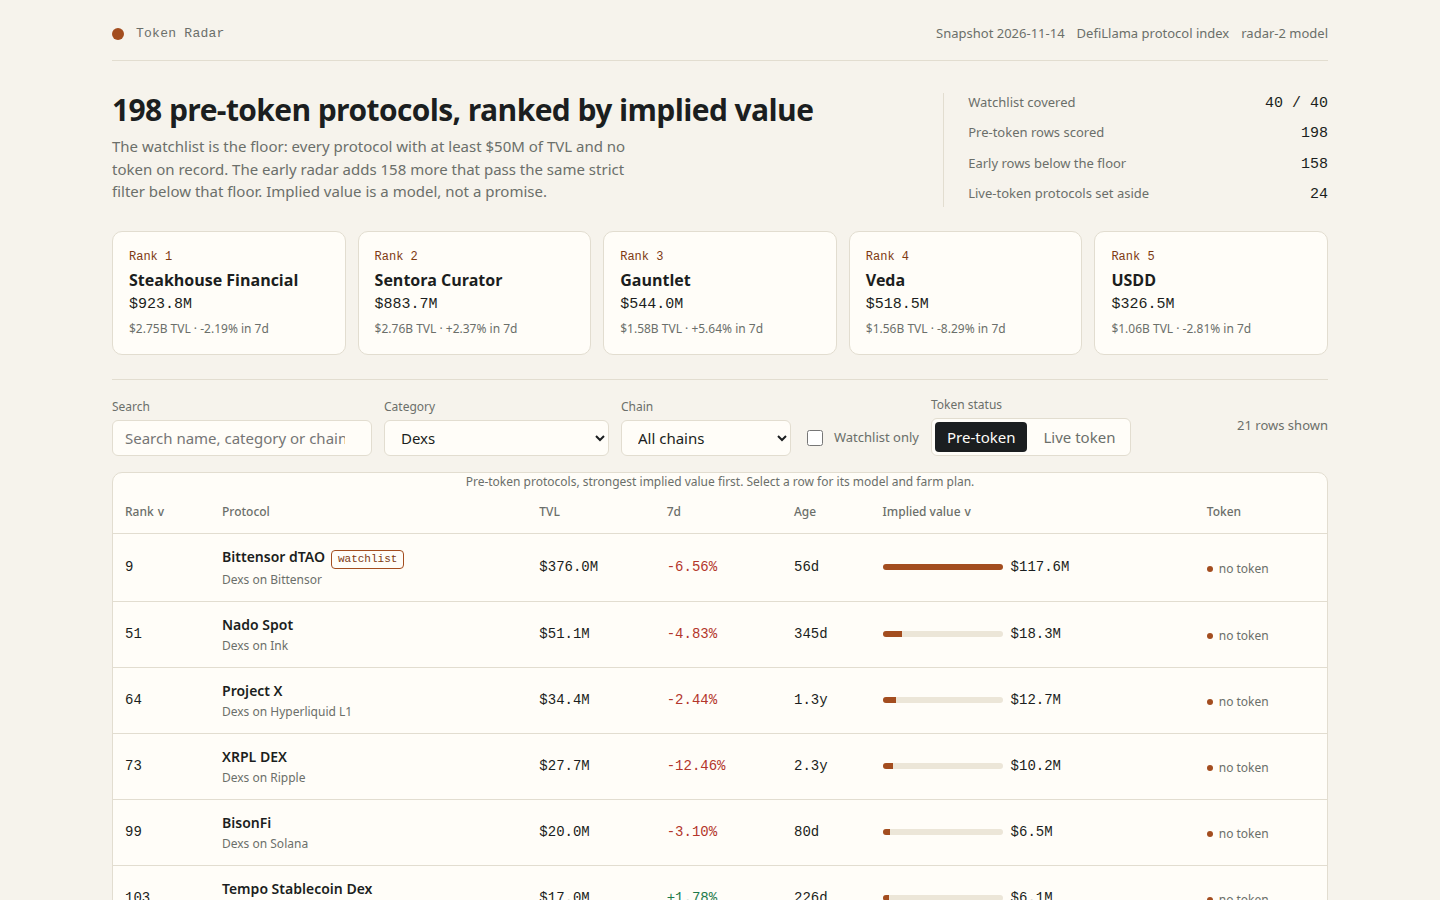 Token Radar
Snapshot 2026-11-14 DefiLlama protocol index radar-2 model
198 pre-token protocols, ranked by implied value
The watchlist is the floor: every protocol with at least $50M of TVL and no
token on record. The early radar adds 158 more that pass the same strict
filter below that floor. Implied value is a model, not a promise.
Watchlist covered 40 / 40
Pre-token rows scored 198
Early rows below the floor 158
Live-token protocols set aside 24
Rank 1
Steakhouse Financial
$923.8M
$2.75B TVL · -2.19% in 7d
Rank 2
Sentora Curator
$883.7M
$2.76B TVL · +2.37% in 7d
Rank 3
Gauntlet
$544.0M
$1.58B TVL · +5.64% in 7d
Rank 4
Veda
$518.5M
$1.56B TVL · -8.29% in 7d
Rank 5
USDD
$326.5M
$1.06B TVL · -2.81% in 7d
Search
Search name, category or chain
Category
Dexs
Chain
All chains
Watchlist only
Token status
Pre-token Live token
21 rows shown
Pre-token protocols, strongest implied value first. Select a row for its model and farm plan.
Rank v Protocol TVL 7d Age Implied value v Token
9 Bittensor dTAO watchlist $376.0M -6.56% 56d $117.6M no token
Dexs on Bittensor
51 Nado Spot $51.1M -4.83% 345d $18.3M no token
Dexs on Ink
64 Project X $34.4M -2.44% 1.3y $12.7M no token
Dexs on Hyperliquid L1
73 XRPL DEX $27.7M -12.46% 2.3y $10.2M no token
Dexs on Ripple
99 BisonFi $20.0M -3.10% 80d $6.5M no token
Dexs on Solana
103 Tempo Stablecoin Dex $17.0M +1.78% 226d $6.1M no token